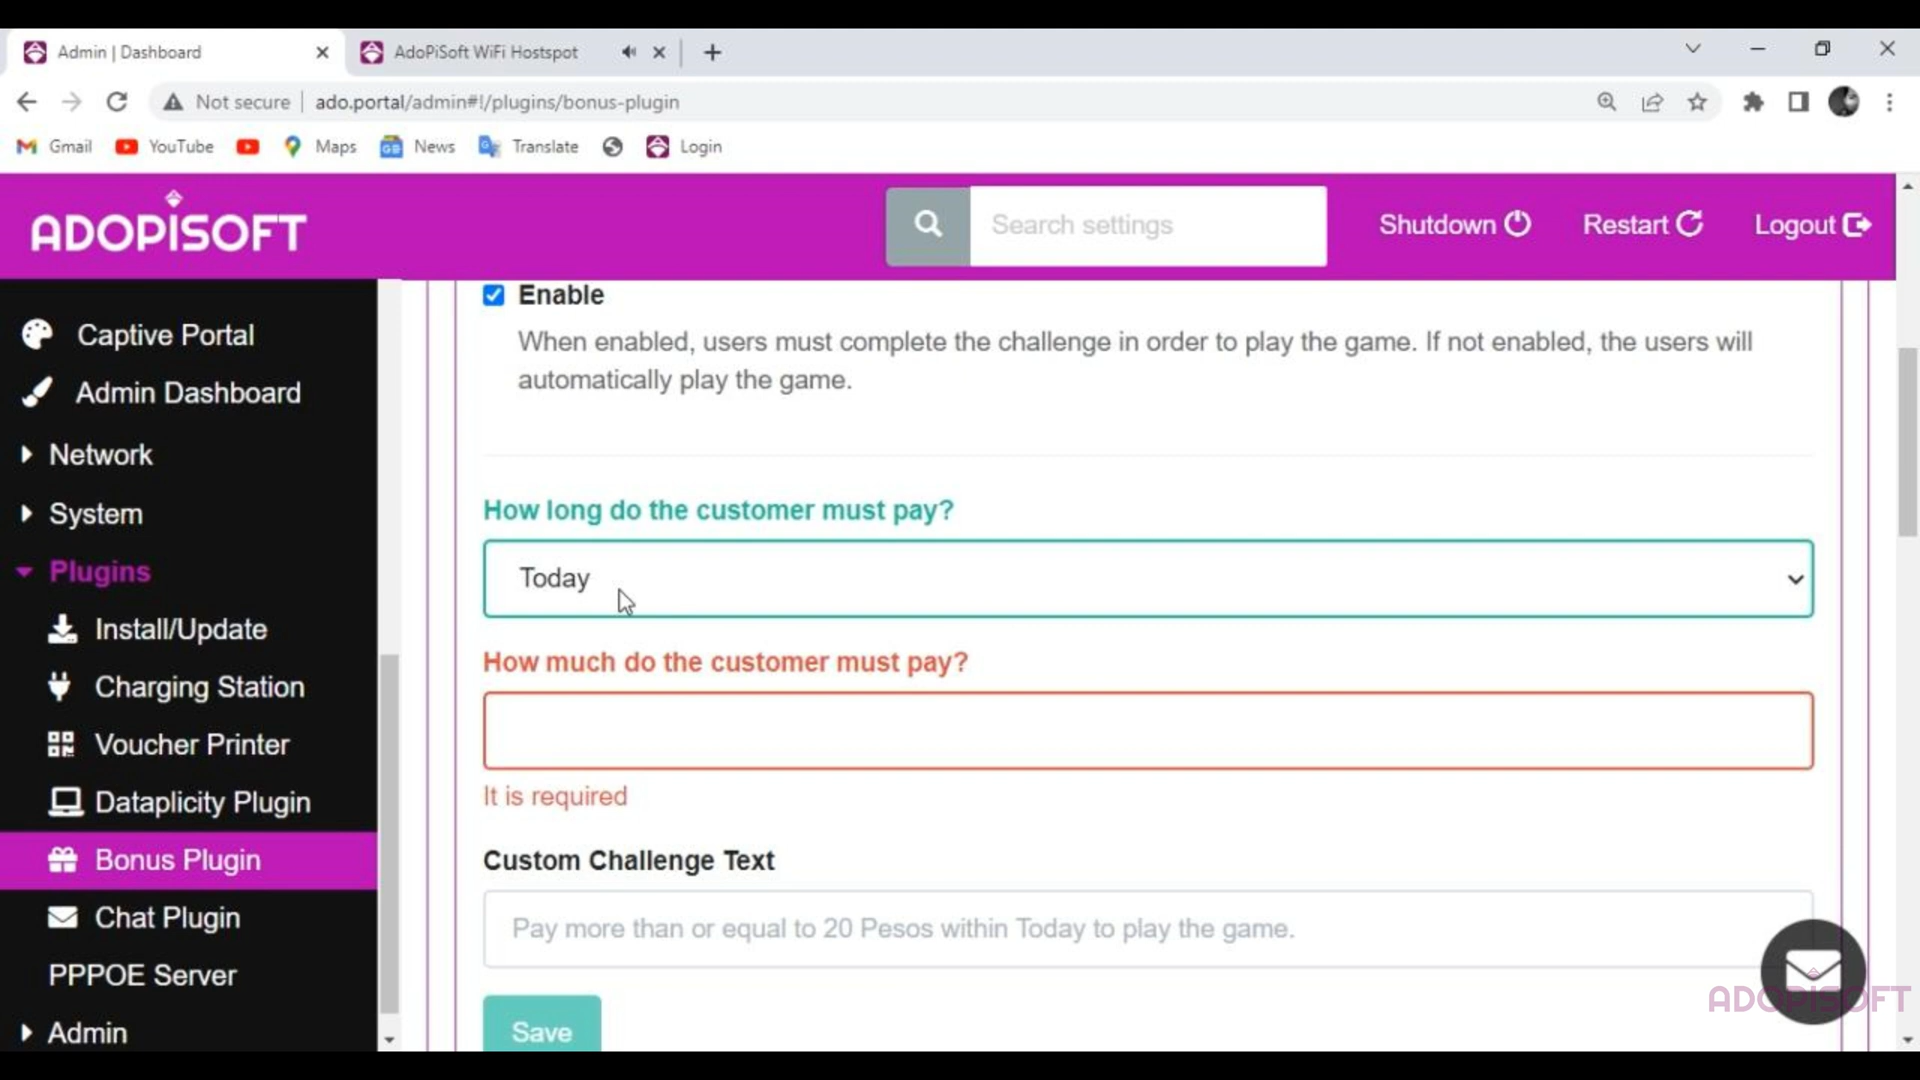 Admin | Dashboard
AdoPiSoft WiFi Hostspot
Not secure
ado.portal/admin#!/plugins/bonus-plugin
Gmail
YouTube
Maps
News
Translate
Login
ADOPISOFT
Search settings
Shutdown
Restart
Logout
Captive Portal
Admin Dashboard
Network
System
Plugins
Install/Update
Charging Station
Voucher Printer
Dataplicity Plugin
Bonus Plugin
Chat Plugin
PPPOE Server
Admin
Enable
When enabled, users must complete the challenge in order to play the game. If not enabled, the users will
automatically play the game.
How long do the customer must pay?
Today
How much do the customer must pay?
It is required
Custom Challenge Text
Pay more than or equal to 20 Pesos within Today to play the game.
Save
ADOPISOFT